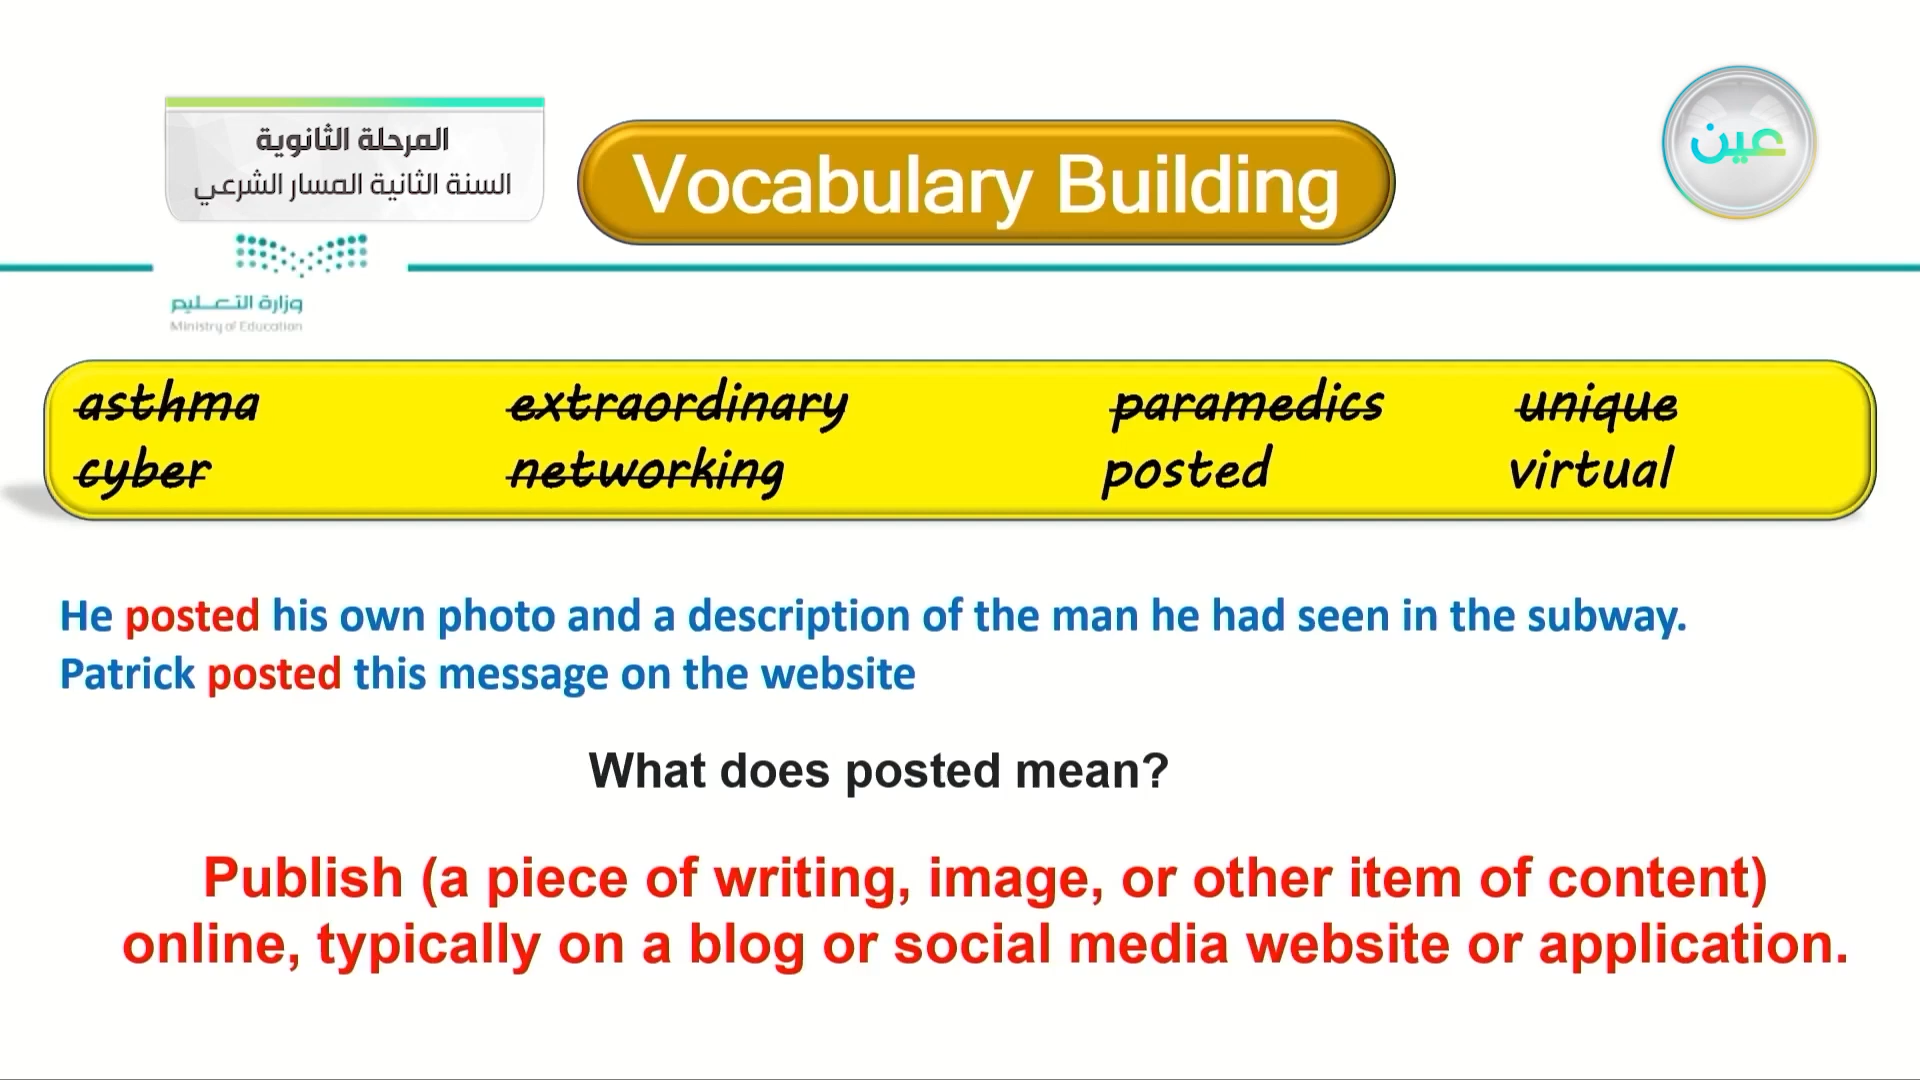 المرحلة الثانوية
السنة الثانية المسار الشرعي
Vocabulary Building
عين
وزارة التعليم
Ministry of Education
asthma extraordinary paramedics unique
cyber networking posted virtual
He posted his own photo and a description of the man he had seen in the subway.
Patrick posted this message on the website
What does posted mean?
Publish (a piece of writing, image, or other item of content)
online, typically on a blog or social media website or application.